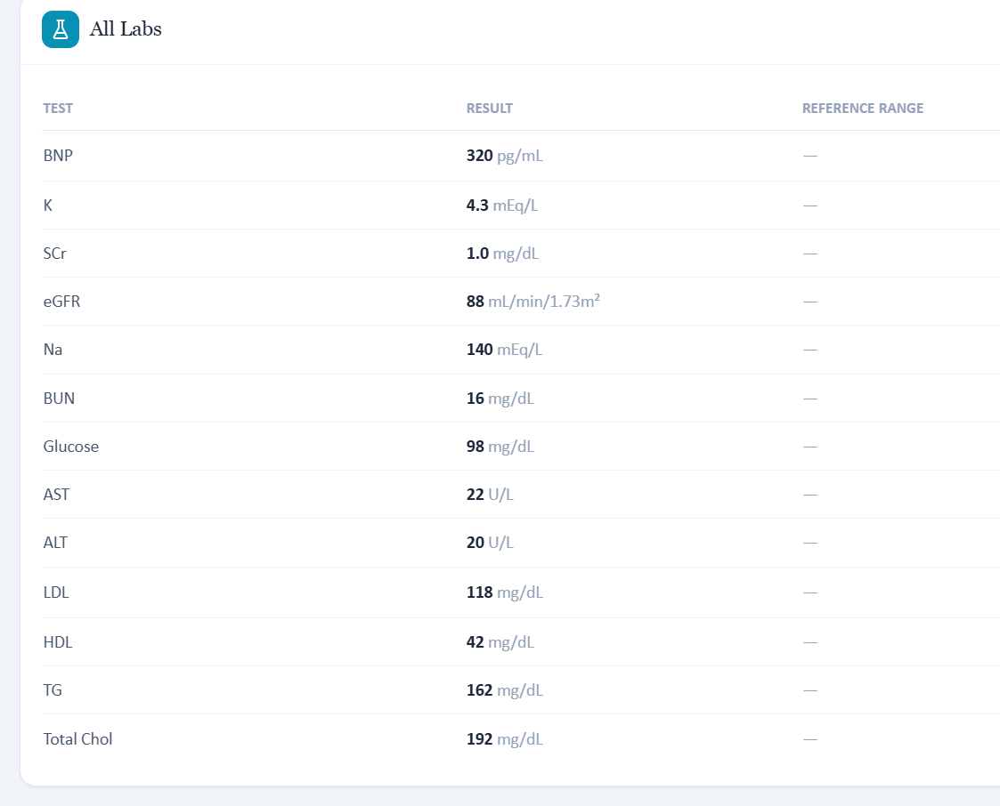 All Labs
TEST RESULT REFERENCE RANGE
BNP 320 pg/mL —
K 4.3 mEq/L —
SCr 1.0 mg/dL —
eGFR 88 mL/min/1.73m² —
Na 140 mEq/L —
BUN 16 mg/dL —
Glucose 98 mg/dL —
AST 22 U/L —
ALT 20 U/L —
LDL 118 mg/dL —
HDL 42 mg/dL —
TG 162 mg/dL —
Total Chol 192 mg/dL —